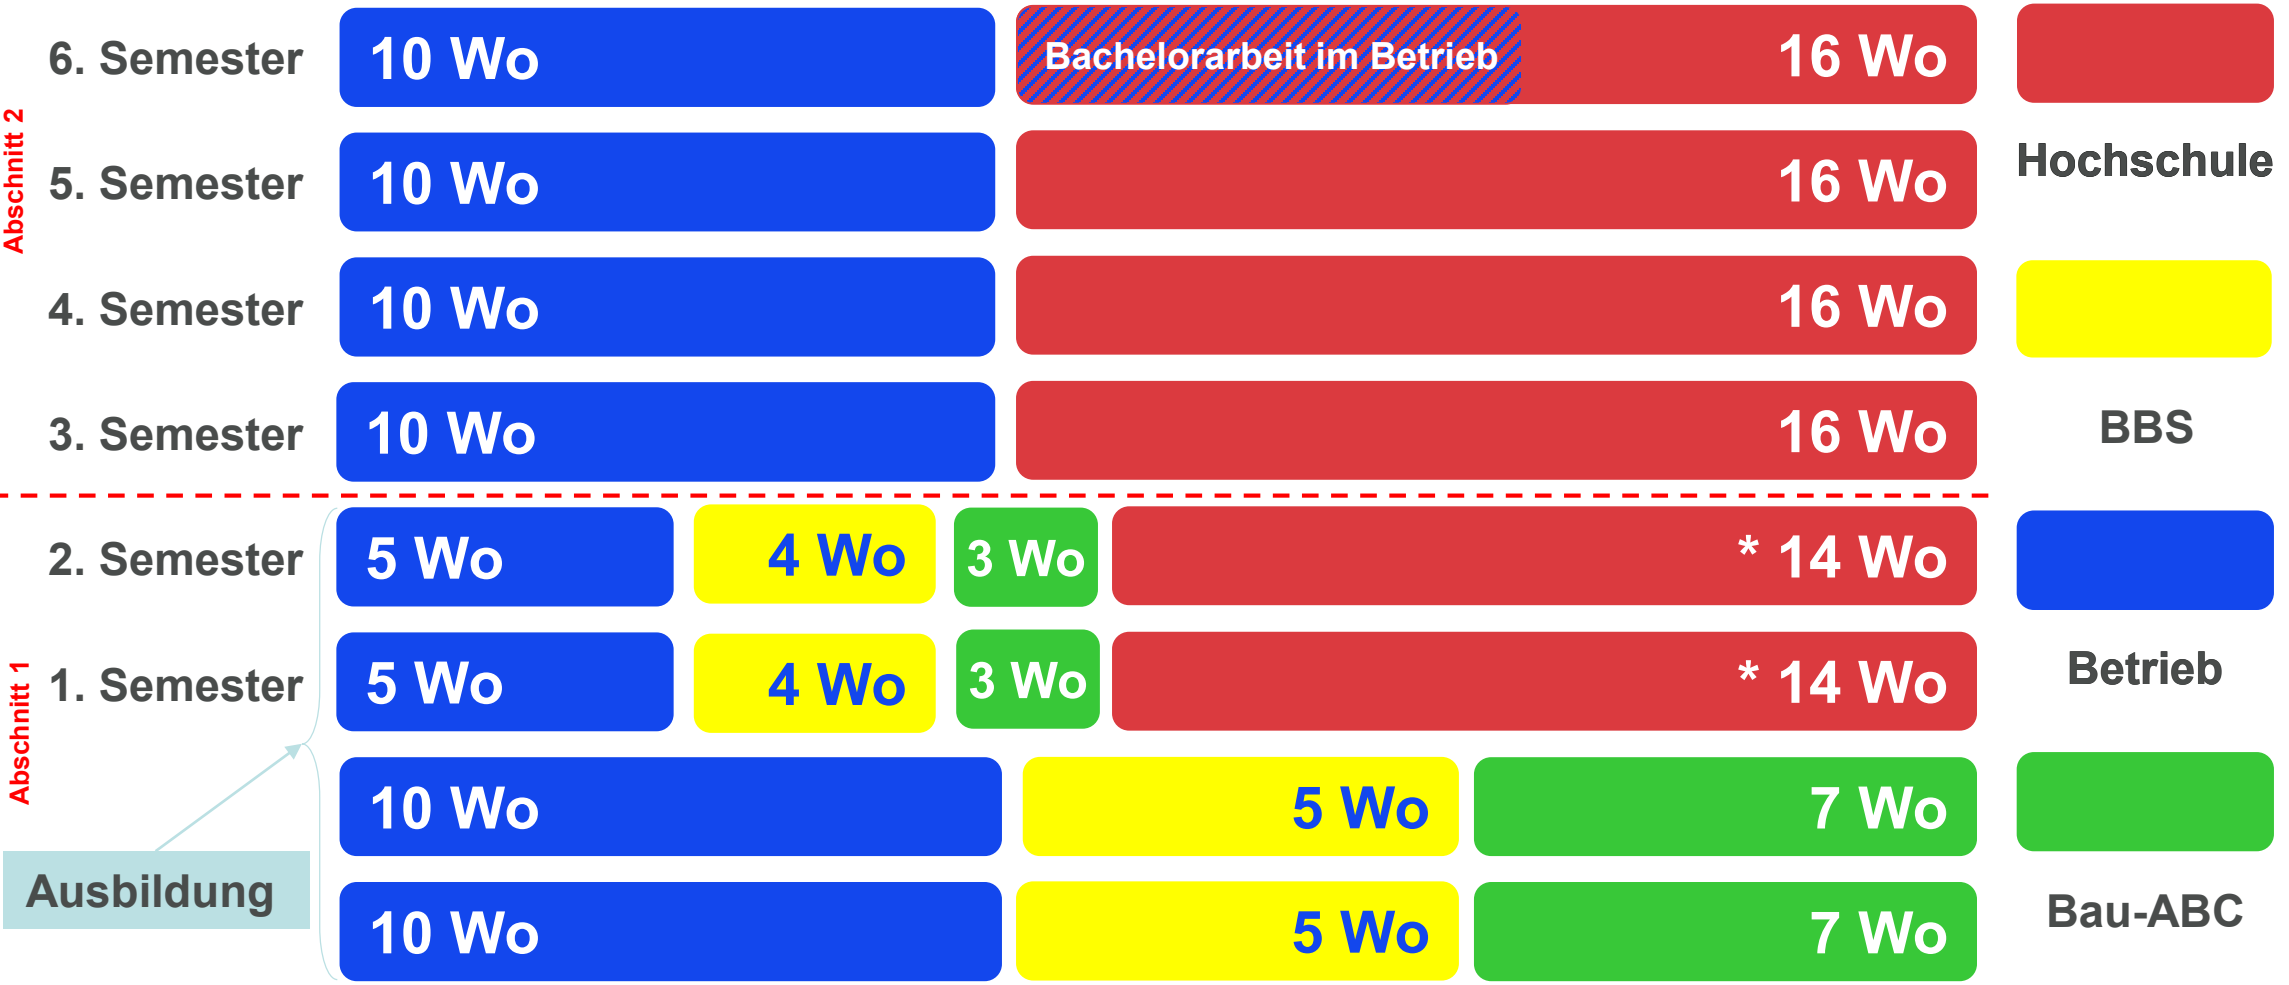 6. Semester 10 Wo Bachelorarbeit im Betrieb 16 Wo
5. Semester 10 Wo 16 Wo
Hochschule
Abschnitt 2
4. Semester 10 Wo 16 Wo
3. Semester 10 Wo 16 Wo
BBS
2. Semester 5 Wo 4 Wo 3 Wo * 14 Wo
1. Semester 5 Wo 4 Wo 3 Wo * 14 Wo
Betrieb
Abschnitt 1
10 Wo 5 Wo 7 Wo
Ausbildung
10 Wo 5 Wo 7 Wo
Bau-ABC